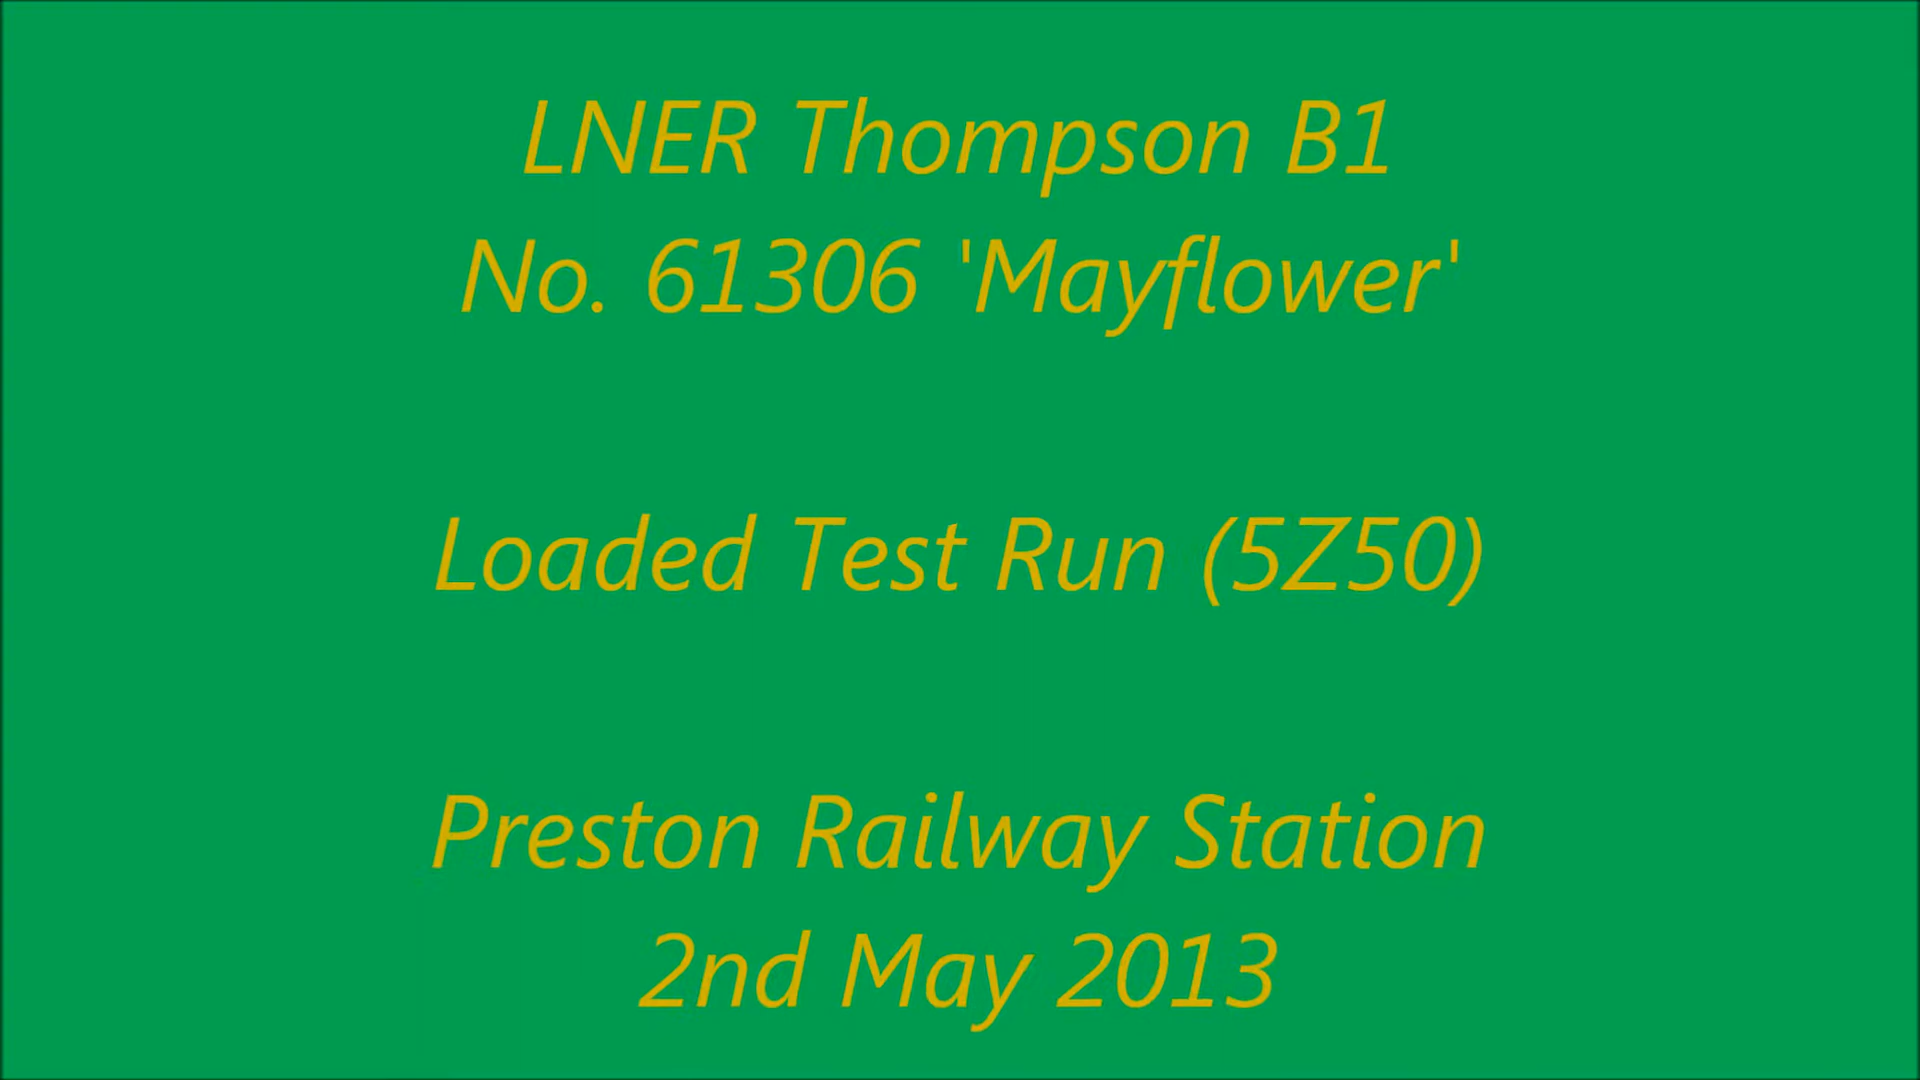 LNER Thompson B1
No. 61306 'Mayflower'
Loaded Test Run (5Z50)
Preston Railway Station
2nd May 2013